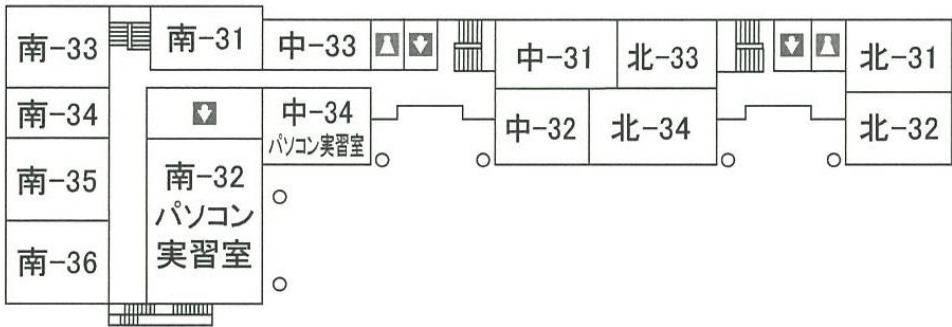 南-33
南-31
中-33
中-31
北-33
北-31
南-34
中-34
パソコン実習室
中-32
北-34
北-32
南-35
南-32
パソコン
実習室
南-36